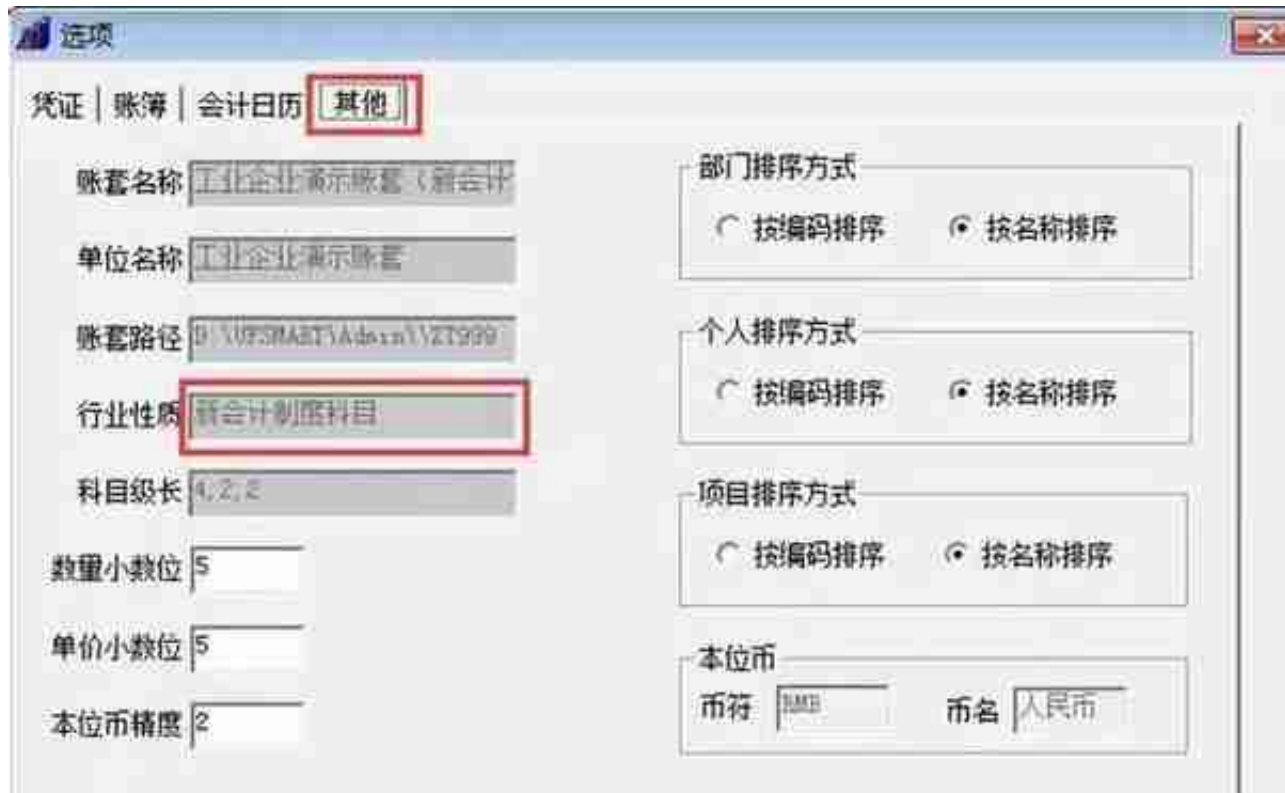 选项
凭证 账簿 会计日历 其他
账套名称 工业企业演示账套（新会计
单位名称 工业企业演示账套
账套路径 D:\UFSMART\Admin\\ZT999
行业性质 新会计制度科目
科目级长 4,2,2
数量小数位 5
单价小数位 5
本位币精度 2
部门排序方式
按编码排序 按名称排序
个人排序方式
按编码排序 按名称排序
项目排序方式
按编码排序 按名称排序
本位币
币符 RMB 币名 人民币